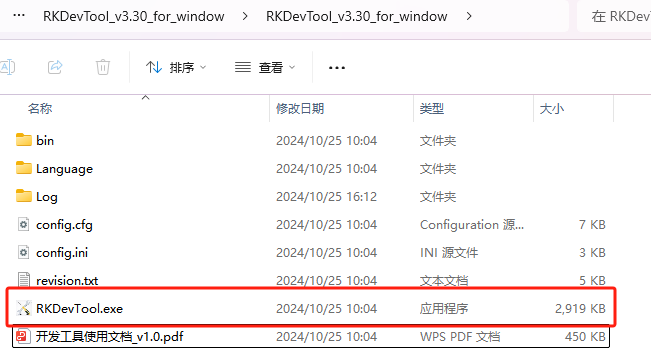 ··· RKDevTool_v3.30_for_window > RKDevTool_v3.30_for_window > 在 RKDev
排序 查看 ···
名称 修改日期 类型 大小
bin 2024/10/25 10:04 文件夹
Language 2024/10/25 10:04 文件夹
Log 2024/10/25 16:12 文件夹
config.cfg 2024/10/25 10:04 Configuration 源... 7 KB
config.ini 2024/10/25 10:04 INI 源文件 3 KB
revision.txt 2024/10/25 10:04 文本文档 5 KB
RKDevTool.exe 2024/10/25 10:04 应用程序 2,919 KB
开发工具使用文档_v1.0.pdf 2024/10/25 10:04 WPS PDF 文档 450 KB